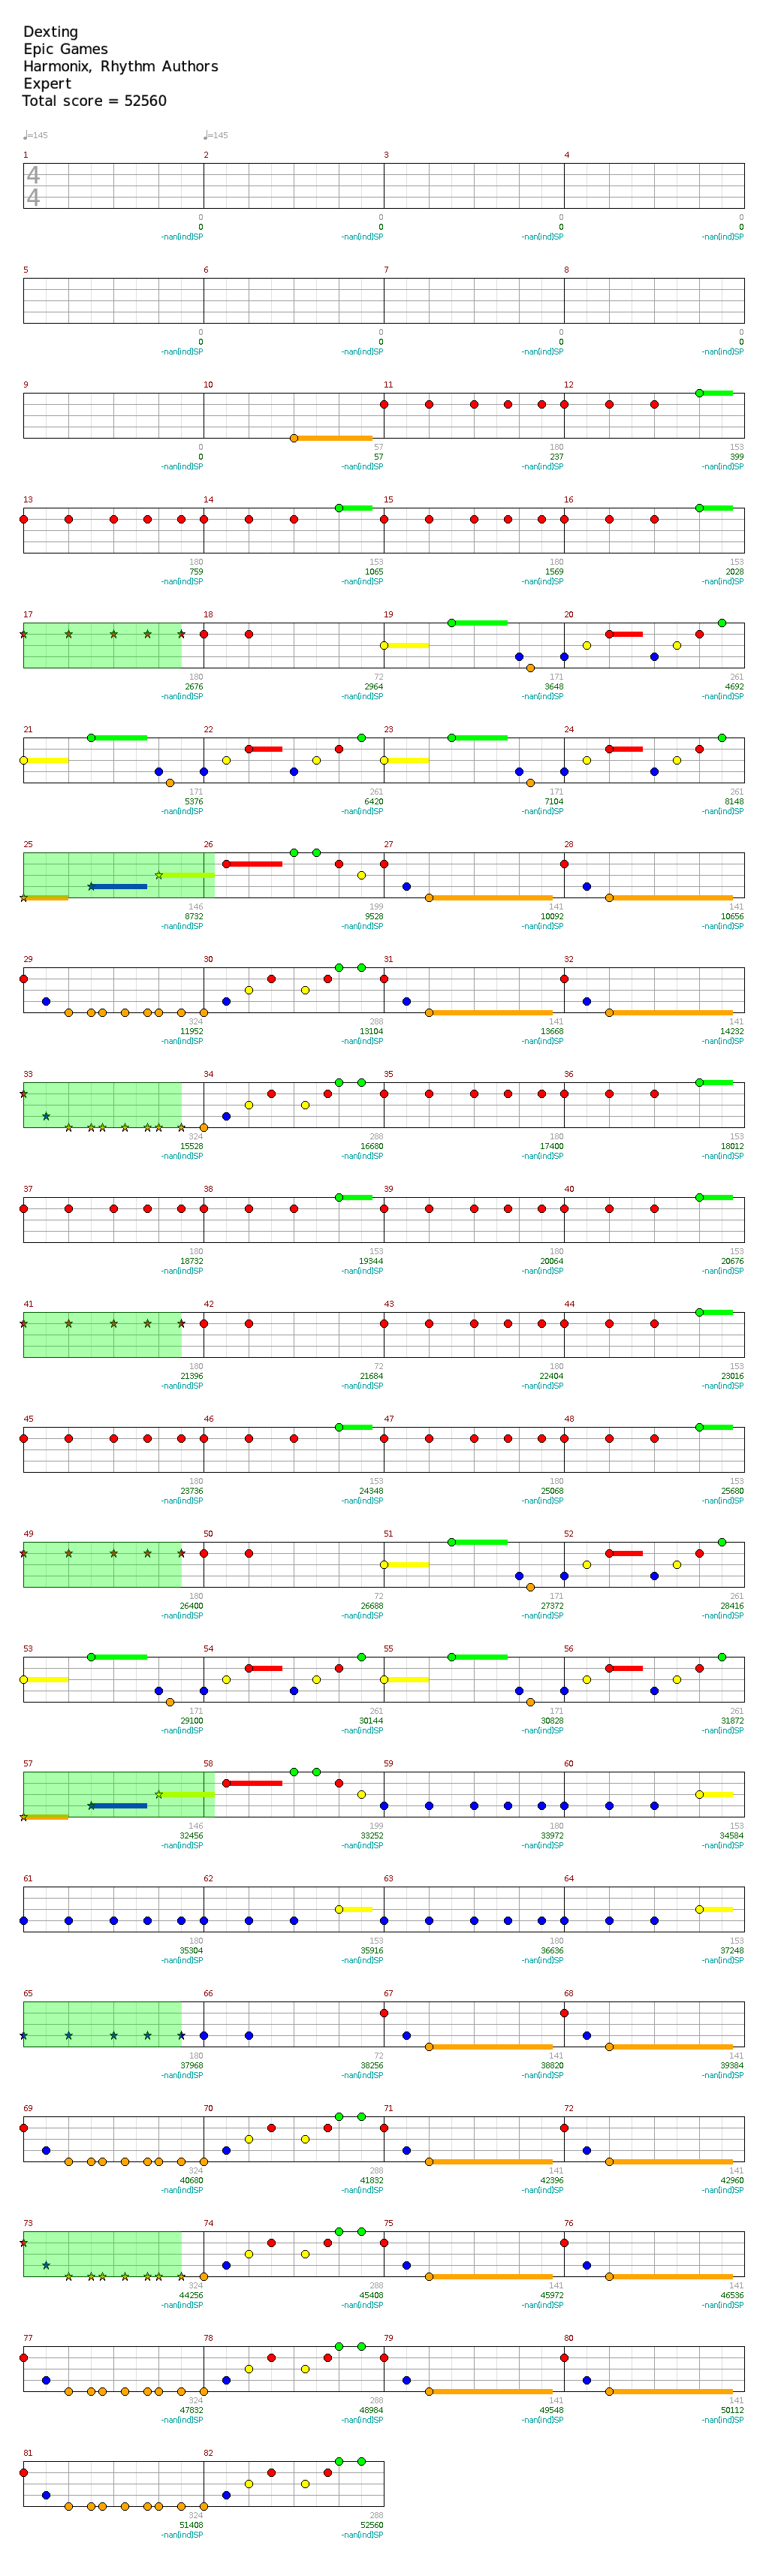 Dexting
Epic Games
Harmonix, Rhythm Authors
Expert
Total score = 52560
♩=145 ♩=145
1 2 3 4
4
4
0 0 0 0
0 0 0 0
-nan(ind)SP -nan(ind)SP -nan(ind)SP -nan(ind)SP
5 6 7 8
0 0 0 0
0 0 0 0
-nan(ind)SP -nan(ind)SP -nan(ind)SP -nan(ind)SP
9 10 11 12
0 57 180 153
0 57 237 399
-nan(ind)SP -nan(ind)SP -nan(ind)SP -nan(ind)SP
13 14 15 16
180 153 180 153
759 1065 1569 2028
-nan(ind)SP -nan(ind)SP -nan(ind)SP -nan(ind)SP
17 18 19 20
180 72 171 261
2676 2964 3648 4692
-nan(ind)SP -nan(ind)SP -nan(ind)SP -nan(ind)SP
21 22 23 24
171 261 171 261
5376 6420 7104 8148
-nan(ind)SP -nan(ind)SP -nan(ind)SP -nan(ind)SP
25 26 27 28
146 199 141 141
8732 9528 10092 10656
-nan(ind)SP -nan(ind)SP -nan(ind)SP -nan(ind)SP
29 30 31 32
324 288 141 141
11952 13104 13668 14232
-nan(ind)SP -nan(ind)SP -nan(ind)SP -nan(ind)SP
33 34 35 36
324 288 180 153
15528 16680 17400 18012
-nan(ind)SP -nan(ind)SP -nan(ind)SP -nan(ind)SP
37 38 39 40
180 153 180 153
18732 19344 20064 20676
-nan(ind)SP -nan(ind)SP -nan(ind)SP -nan(ind)SP
41 42 43 44
180 72 180 153
21396 21684 22404 23016
-nan(ind)SP -nan(ind)SP -nan(ind)SP -nan(ind)SP
45 46 47 48
180 153 180 153
23736 24348 25068 25680
-nan(ind)SP -nan(ind)SP -nan(ind)SP -nan(ind)SP
49 50 51 52
180 72 171 261
26400 26688 27372 28416
-nan(ind)SP -nan(ind)SP -nan(ind)SP -nan(ind)SP
53 54 55 56
171 261 171 261
29100 30144 30828 31872
-nan(ind)SP -nan(ind)SP -nan(ind)SP -nan(ind)SP
57 58 59 60
146 199 180 153
32456 33252 33972 34584
-nan(ind)SP -nan(ind)SP -nan(ind)SP -nan(ind)SP
61 62 63 64
180 153 180 153
35304 35916 36636 37248
-nan(ind)SP -nan(ind)SP -nan(ind)SP -nan(ind)SP
65 66 67 68
180 72 141 141
37968 38256 38820 39384
-nan(ind)SP -nan(ind)SP -nan(ind)SP -nan(ind)SP
69 70 71 72
324 288 141 141
40680 41832 42396 42960
-nan(ind)SP -nan(ind)SP -nan(ind)SP -nan(ind)SP
73 74 75 76
324 288 141 141
44256 45408 45972 46536
-nan(ind)SP -nan(ind)SP -nan(ind)SP -nan(ind)SP
77 78 79 80
324 288 141 141
47832 48984 49548 50112
-nan(ind)SP -nan(ind)SP -nan(ind)SP -nan(ind)SP
81 82
324 288
51408 52560
-nan(ind)SP -nan(ind)SP